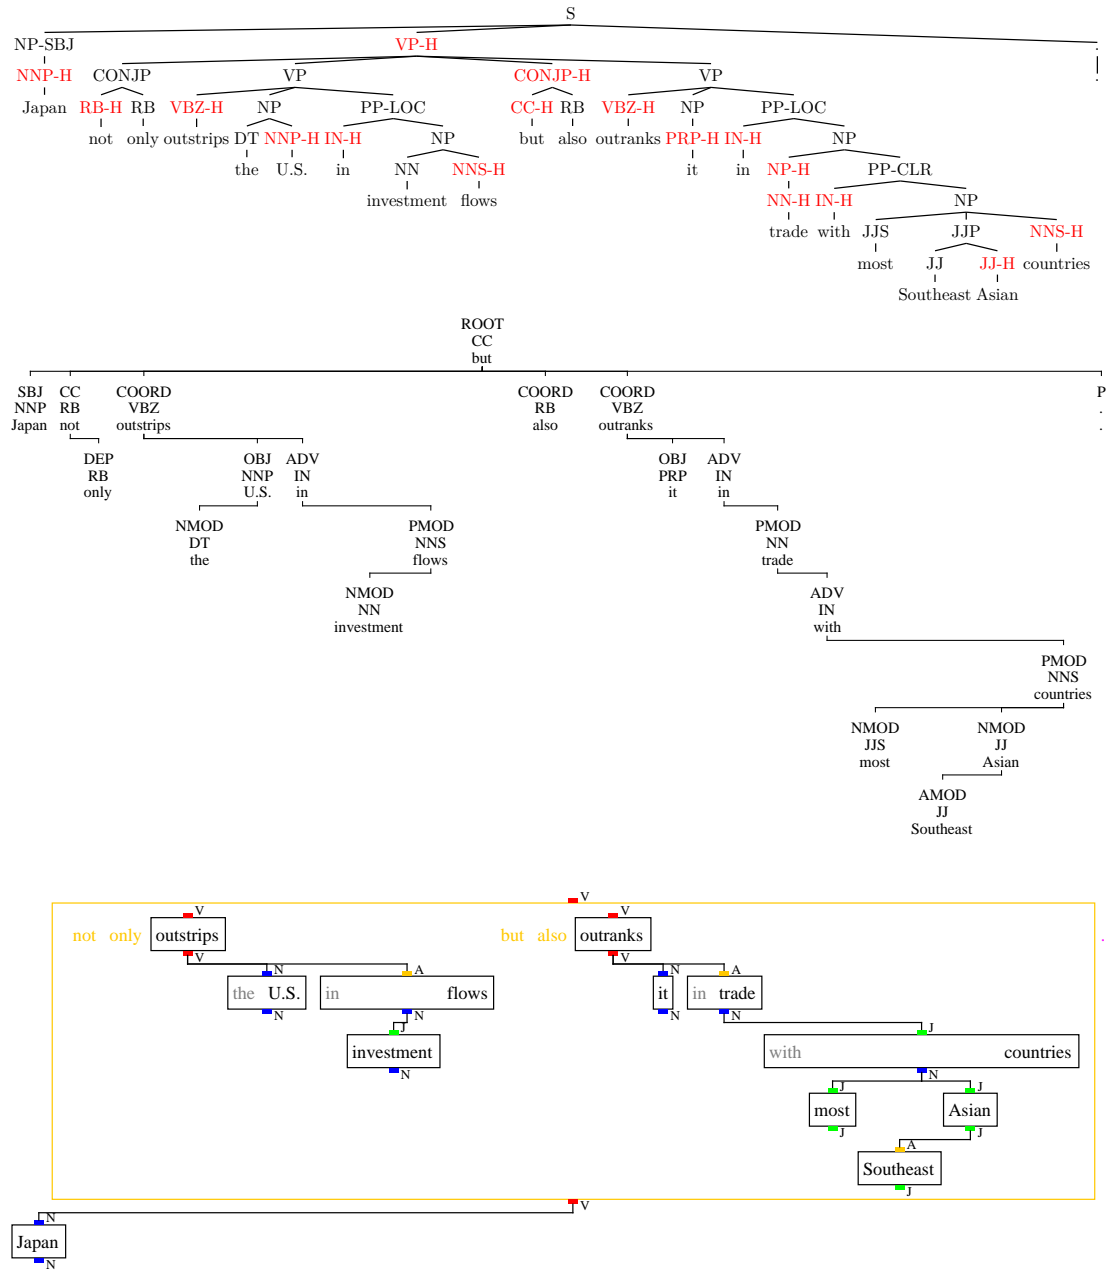 S
NP-SBJ VP-H
NNP-H CONJP VP CONJP-H VP
Japan RB-H RB VBZ-H NP PP-LOC CC-H RB VBZ-H NP PP-LOC
not only outstrips DT NNP-H IN-H NP but also outranks PRP-H IN-H NP
the U.S. in NN NNS-H it in NP-H PP-CLR
investment flows NN-H IN-H NP
trade with JJS JJP NNS-H
most JJ JJ-H countries
Southeast Asian
ROOT
CC
but
SBJ CC COORD COORD COORD P
NNP RB VBZ RB VBZ .
Japan not outstrips also outranks .
DEP OBJ ADV OBJ ADV
RB NNP IN PRP IN
only U.S. in it in
NMOD PMOD PMOD
DT NNS NN
the flows trade
NMOD ADV
NN IN
investment with
PMOD
NNS
countries
NMOD NMOD
JJS JJ
most Asian
AMOD
JJ
Southeast
V
V V
not only outstrips but also outranks .
V V
N A N A
the U.S. in flows it in trade
N N N N
J J
investment with countries
N N
J J
most Asian
J J
A
Southeast
J
V
N
Japan
N